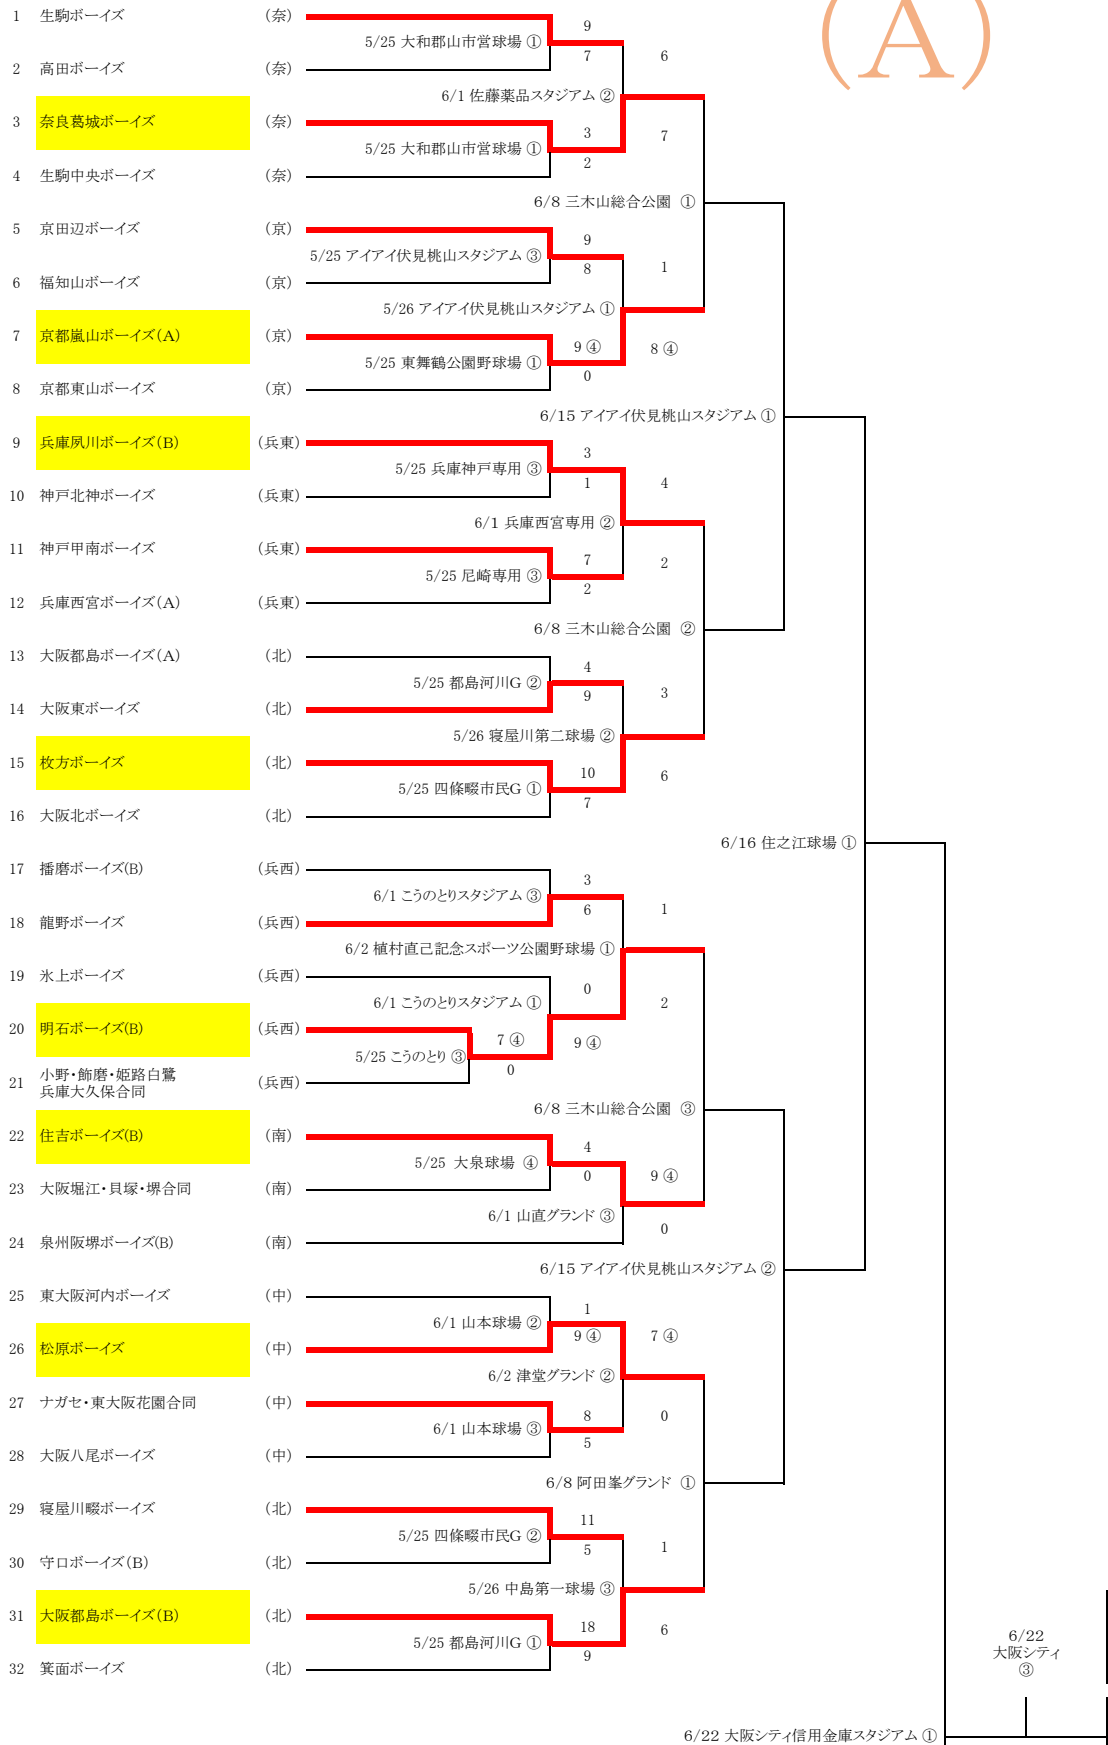 (A)
1 生駒ボーイズ (奈)
9
5/25 大和郡山市営球場 ①
7
6
2 高田ボーイズ (奈)
6/1 佐藤薬品スタジアム ②
3 奈良葛城ボーイズ (奈)
3
7
5/25 大和郡山市営球場 ①
2
4 生駒中央ボーイズ (奈)
6/8 三木山総合公園 ①
5 京田辺ボーイズ (京)
9
5/25 アイアイ伏見桃山スタジアム ③
8
1
6 福知山ボーイズ (京)
5/26 アイアイ伏見桃山スタジアム ①
7 京都嵐山ボーイズ(A) (京)
9 ④
8 ④
5/25 東舞鶴公園野球場 ①
0
8 京都東山ボーイズ (京)
6/15 アイアイ伏見桃山スタジアム ①
9 兵庫夙川ボーイズ(B) (兵東)
3
5/25 兵庫神戸専用 ③
1
4
10 神戸北神ボーイズ (兵東)
6/1 兵庫西宮専用 ②
11 神戸甲南ボーイズ (兵東)
7
2
5/25 尼崎専用 ③
2
12 兵庫西宮ボーイズ(A) (兵東)
6/8 三木山総合公園 ②
13 大阪都島ボーイズ(A) (北)
4
5/25 都島河川G ②
9
3
14 大阪東ボーイズ (北)
5/26 寝屋川第二球場 ②
15 枚方ボーイズ (北)
10
6
5/25 四條畷市民G ①
7
16 大阪北ボーイズ (北)
6/16 住之江球場 ①
17 播磨ボーイズ(B) (兵西)
3
6/1 こうのとりスタジアム ③
6
1
18 龍野ボーイズ (兵西)
6/2 植村直己記念スポーツ公園野球場 ①
19 氷上ボーイズ (兵西)
0
6/1 こうのとりスタジアム ①
2
20 明石ボーイズ(B) (兵西)
7 ④
9 ④
5/25 こうのとり ③
0
21 小野・飾磨・姫路白鷺
兵庫大久保合同 (兵西)
6/8 三木山総合公園 ③
22 住吉ボーイズ(B) (南)
4
5/25 大泉球場 ④
0
9 ④
23 大阪堀江・貝塚・堺合同 (南)
6/1 山直グランド ③
0
24 泉州阪堺ボーイズ(B) (南)
6/15 アイアイ伏見桃山スタジアム ②
25 東大阪河内ボーイズ (中)
1
6/1 山本球場 ②
9 ④
7 ④
26 松原ボーイズ (中)
6/2 津堂グランド ②
27 ナガセ・東大阪花園合同 (中)
8
0
6/1 山本球場 ③
5
28 大阪八尾ボーイズ (中)
6/8 阿田峯グランド ①
29 寝屋川畷ボーイズ (北)
11
5/25 四條畷市民G ②
5
1
30 守口ボーイズ(B) (北)
5/26 中島第一球場 ③
31 大阪都島ボーイズ(B) (北)
18
6
5/25 都島河川G ①
9
32 箕面ボーイズ (北)
6/22
大阪シティ
③
6/22 大阪シティ信用金庫スタジアム ①